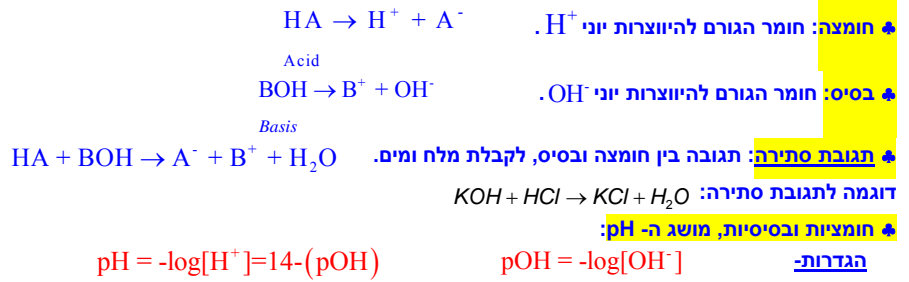 ♣ חומצה: חומר הגורם להיווצרות יוני H⁺ . HA → H⁺ + A⁻
Acid
♣ בסיס: חומר הגורם להיווצרות יוני OH⁻ . BOH → B⁺ + OH⁻
Basis
♣ תגובת סתירה: תגובה בין חומצה ובסיס, לקבלת מלח ומים. HA + BOH → A⁻ + B⁺ + H₂O
דוגמה לתגובת סתירה: KOH + HCl → KCl + H₂O
♣ חומציות ובסיסיות, מושג ה- pH:
הגדרות- pOH = -log[OH⁻] pH = -log[H⁺]=14-(pOH)